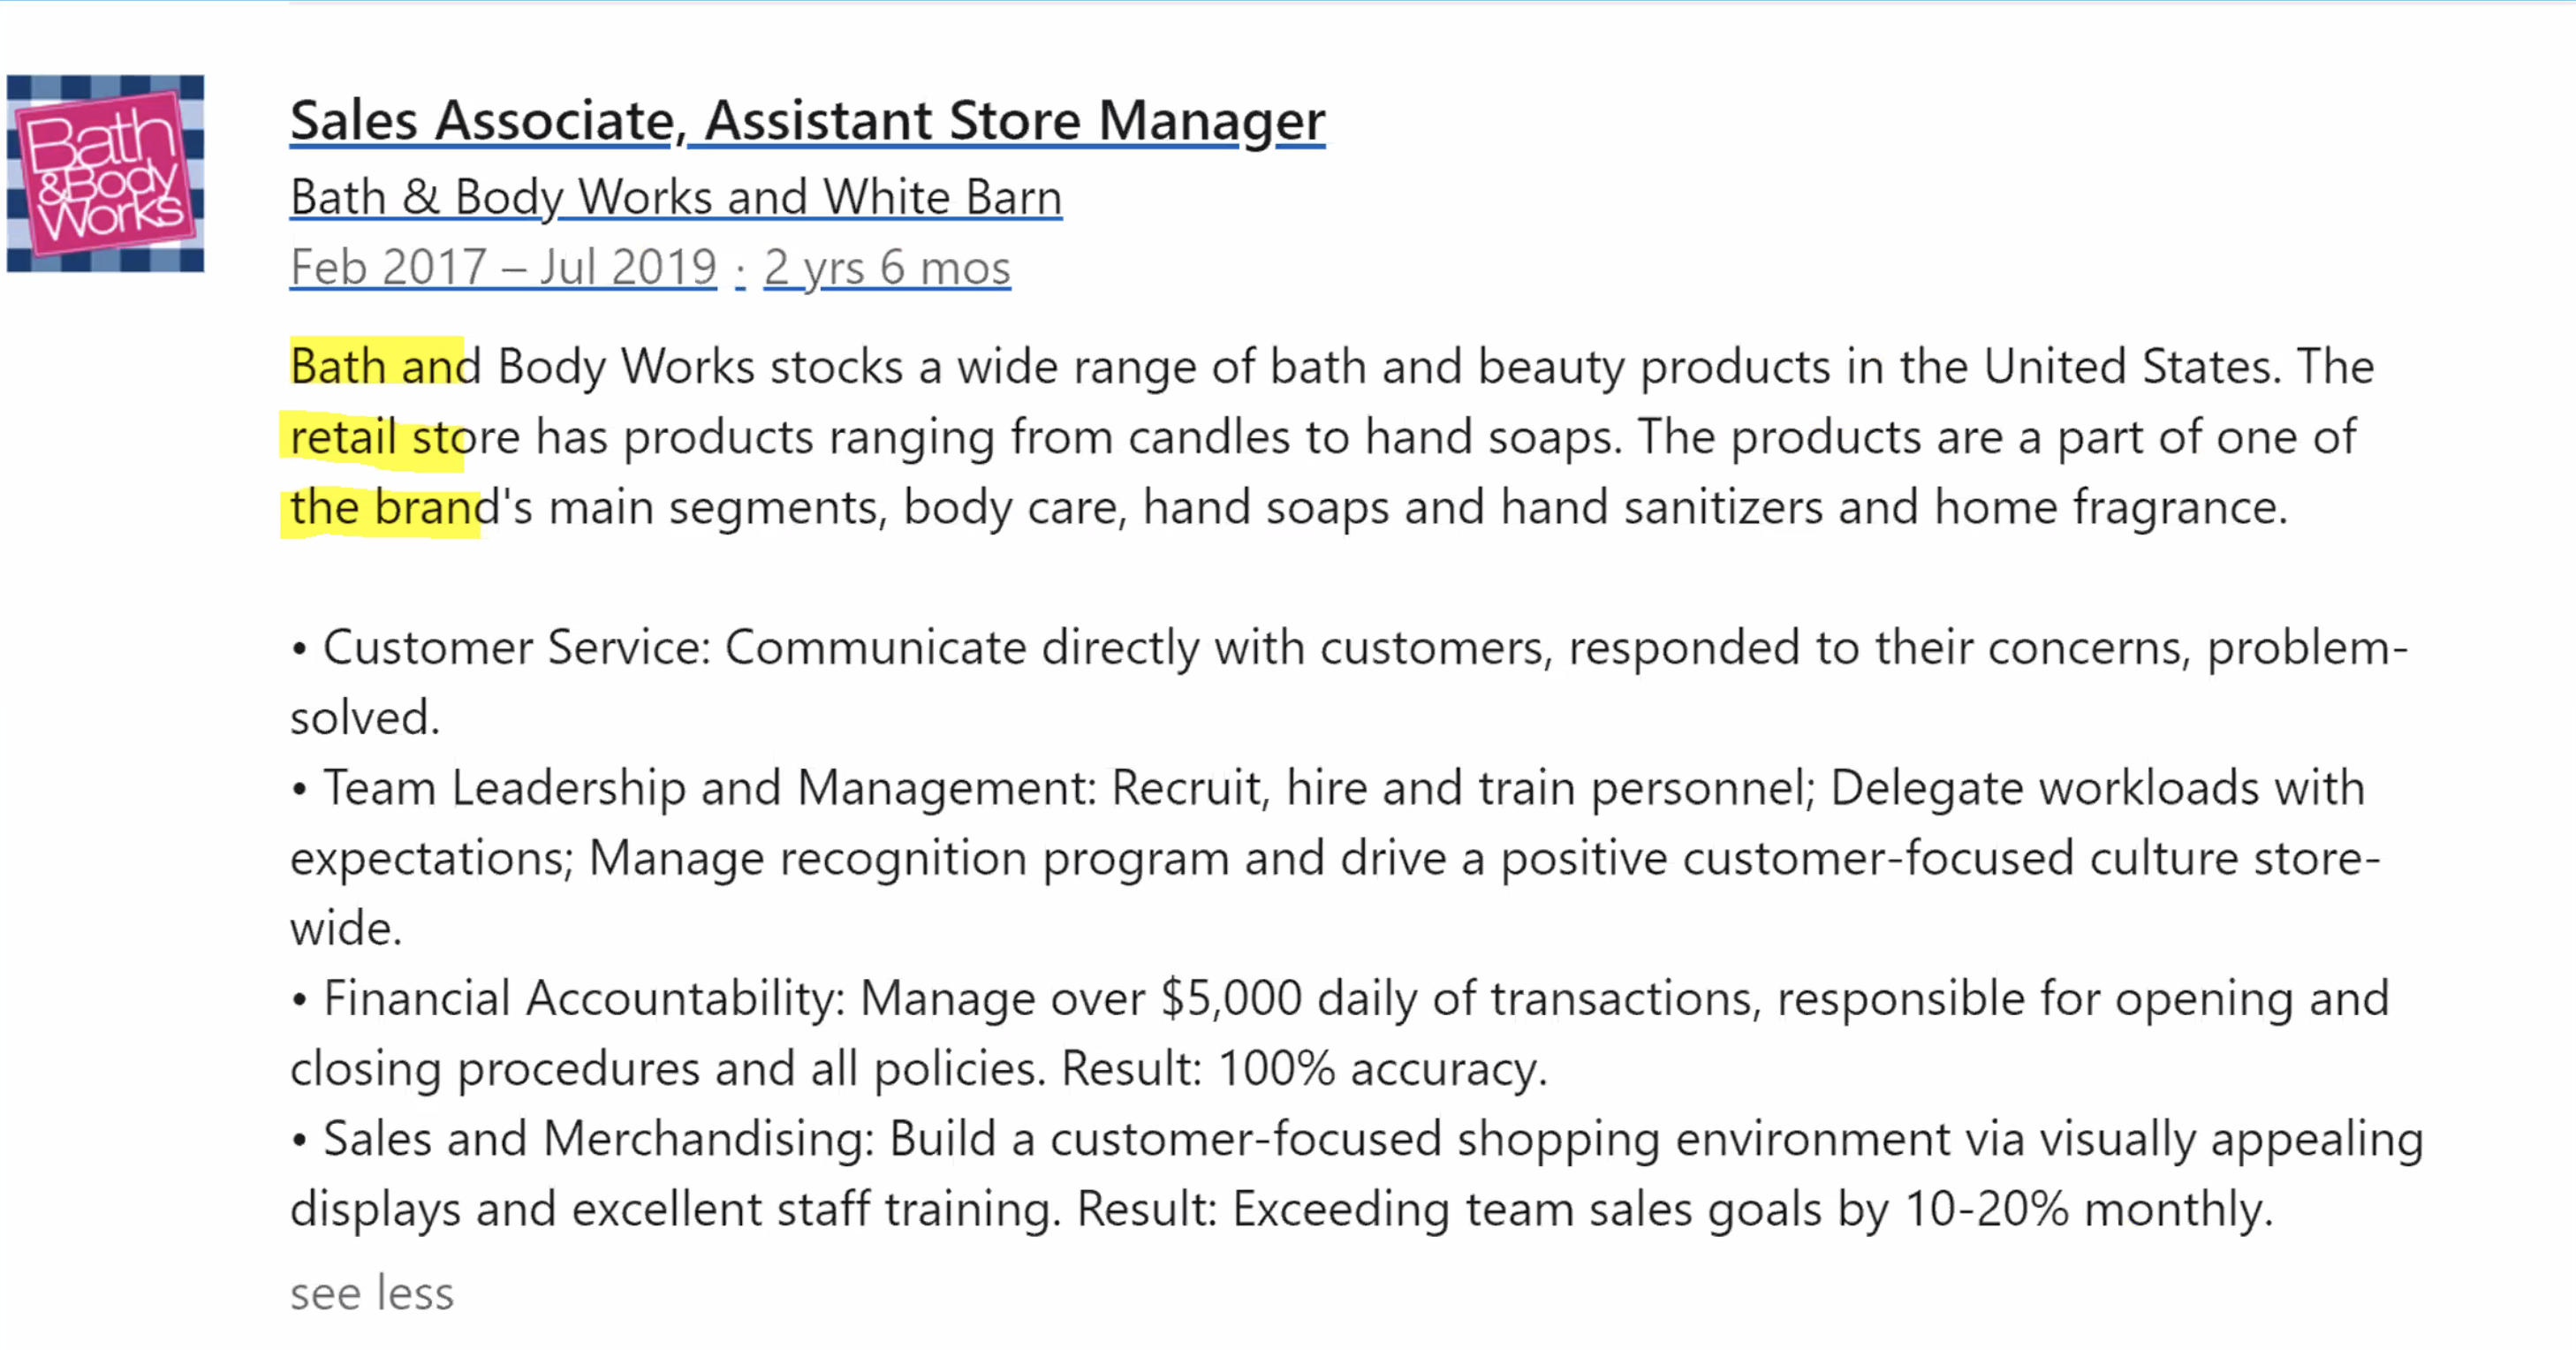 Bath
&Body
Works
Sales Associate, Assistant Store Manager
Bath & Body Works and White Barn
Feb 2017 – Jul 2019 · 2 yrs 6 mos
Bath and Body Works stocks a wide range of bath and beauty products in the United States. The
retail store has products ranging from candles to hand soaps. The products are a part of one of
the brand's main segments, body care, hand soaps and hand sanitizers and home fragrance.
• Customer Service: Communicate directly with customers, responded to their concerns, problem-
solved.
• Team Leadership and Management: Recruit, hire and train personnel; Delegate workloads with
expectations; Manage recognition program and drive a positive customer-focused culture store-
wide.
• Financial Accountability: Manage over $5,000 daily of transactions, responsible for opening and
closing procedures and all policies. Result: 100% accuracy.
• Sales and Merchandising: Build a customer-focused shopping environment via visually appealing
displays and excellent staff training. Result: Exceeding team sales goals by 10-20% monthly.
see less